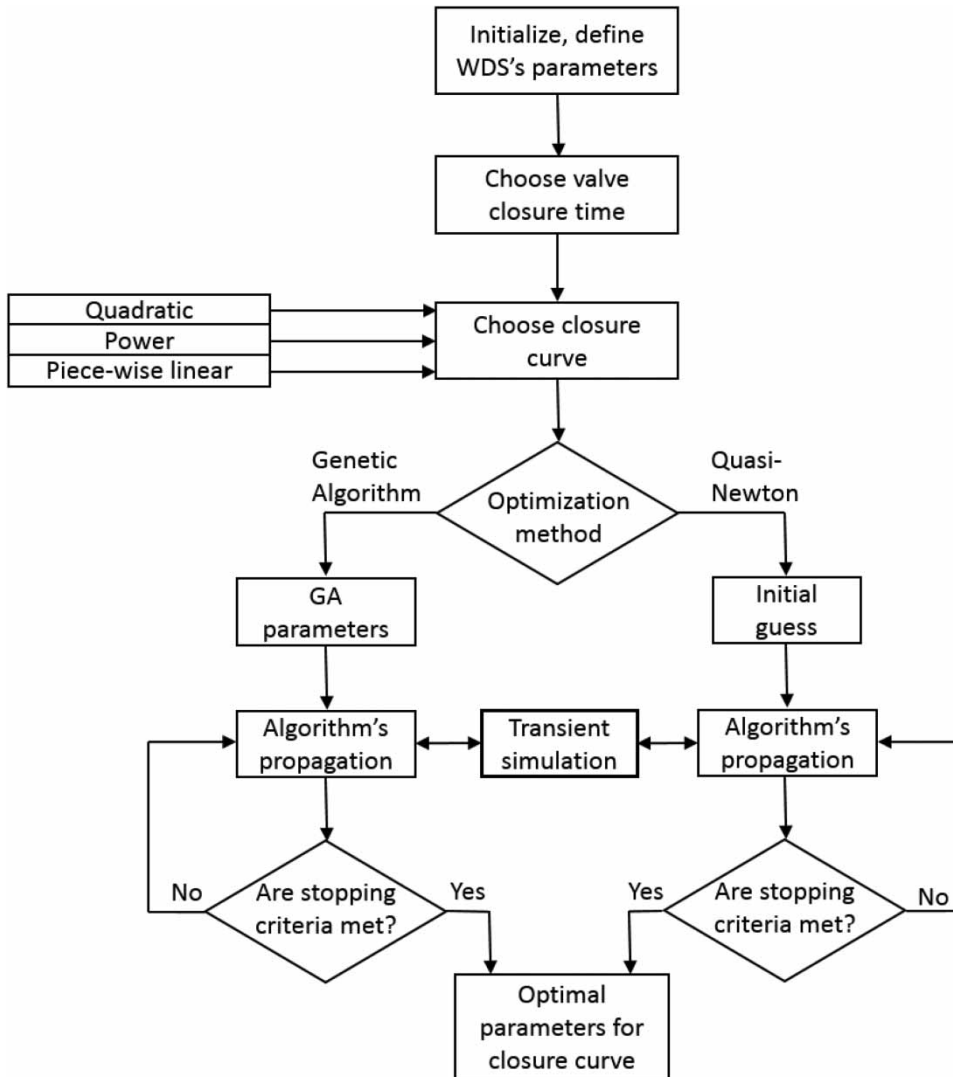 Initialize, define
WDS's parameters
Choose valve
closure time
Quadratic
Power
Piece-wise linear
Choose closure
curve
Genetic
Algorithm
Optimization
method
Quasi-
Newton
GA
parameters
Initial
guess
Algorithm's
propagation
Transient
simulation
Algorithm's
propagation
No
Are stopping
criteria met?
Yes
Yes
Are stopping
criteria met?
No
Optimal
parameters for
closure curve